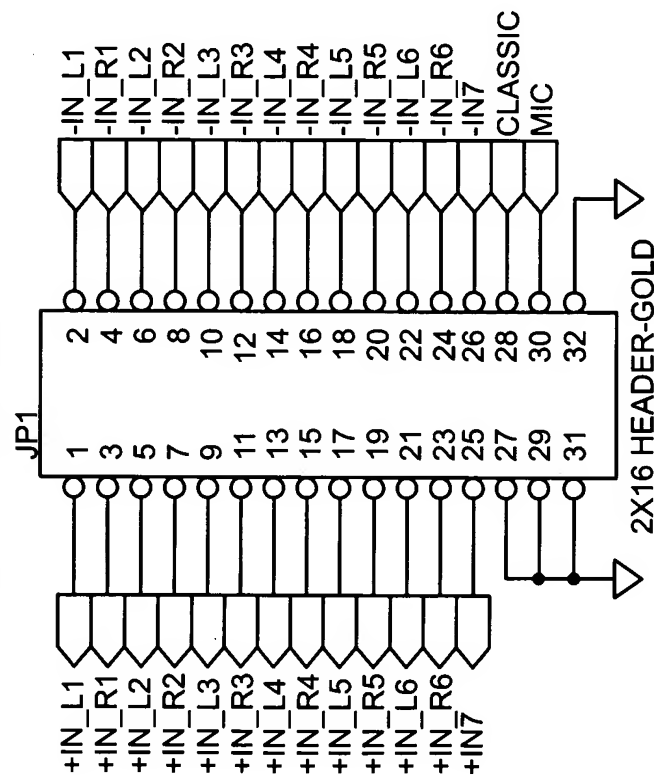 JP1
+IN_L1 1 2 -IN_L1
+IN_R1 3 4 -IN_R1
+IN_L2 5 6 -IN_L2
+IN_R2 7 8 -IN_R2
+IN_L3 9 10 -IN_L3
+IN_R3 11 12 -IN_R3
+IN_L4 13 14 -IN_L4
+IN_R4 15 16 -IN_R4
+IN_L5 17 18 -IN_L5
+IN_R5 19 20 -IN_R5
+IN_L6 21 22 -IN_L6
+IN_R6 23 24 -IN_R6
+IN7 25 26 -IN7
27 28 CLASSIC
29 30 MIC
31 32
2X16 HEADER-GOLD